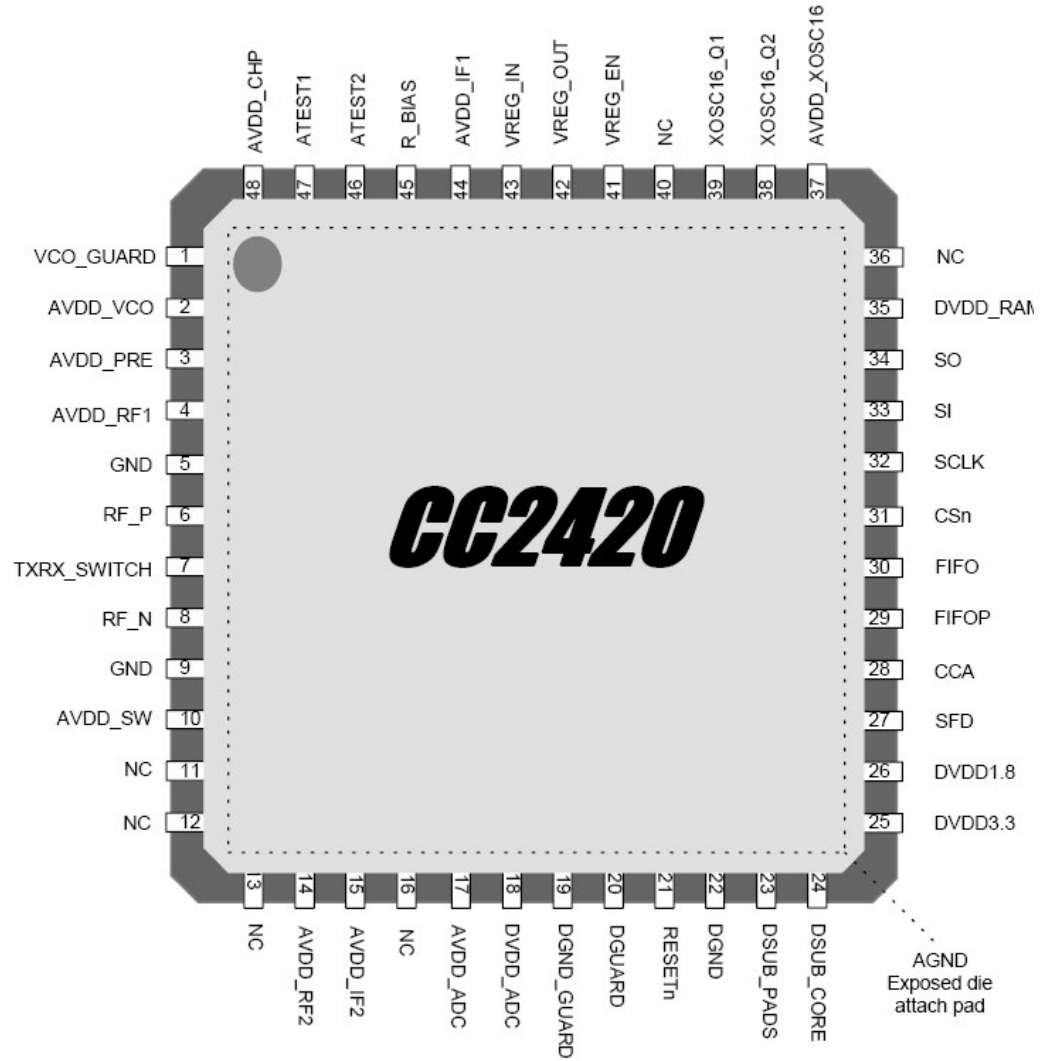 AVDD_CHP
ATEST1
ATEST2
R_BIAS
AVDD_IF1
VREG_IN
VREG_OUT
VREG_EN
NC
XOSC16_Q1
XOSC16_Q2
AVDD_XOSC16
48 47 46 45 44 43 42 41 40 39 38 37
VCO_GUARD 1
AVDD_VCO 2
AVDD_PRE 3
AVDD_RF1 4
GND 5
RF_P 6
TXRX_SWITCH 7
RF_N 8
GND 9
AVDD_SW 10
NC 11
NC 12
CC2420
36 NC
35 DVDD_RAM
34 SO
33 SI
32 SCLK
31 CSn
30 FIFO
29 FIFOP
28 CCA
27 SFD
26 DVDD1.8
25 DVDD3.3
13 14 15 16 17 18 19 20 21 22 23 24
NC
AVDD_RF2
AVDD_IF2
NC
AVDD_ADC
DVDD_ADC
DGND_GUARD
DGUARD
RESETn
DGND
DSUB_PADS
DSUB_CORE
AGND
Exposed die
attach pad